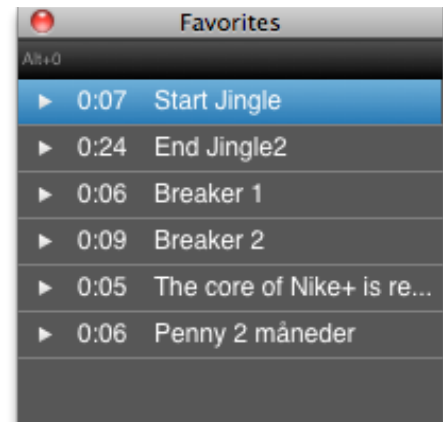 Favorites
Alt+0
0:07 Start Jingle
0:24 End Jingle2
0:06 Breaker 1
0:09 Breaker 2
0:05 The core of Nike+ is re...
0:06 Penny 2 måneder